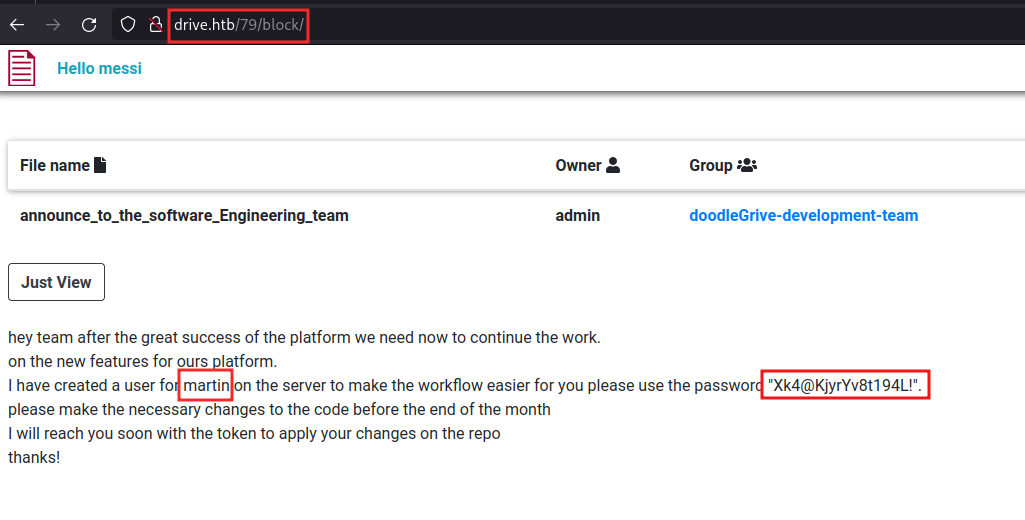 drive.htb/79/block/
Hello messi
File name Owner Group
announce_to_the_software_Engineering_team admin doodleGrive-development-team
Just View
hey team after the great success of the platform we need now to continue the work.
on the new features for ours platform.
I have created a user for martin on the server to make the workflow easier for you please use the password "Xk4@KjyrYv8t194L!".
please make the necessary changes to the code before the end of the month
I will reach you soon with the token to apply your changes on the repo
thanks!